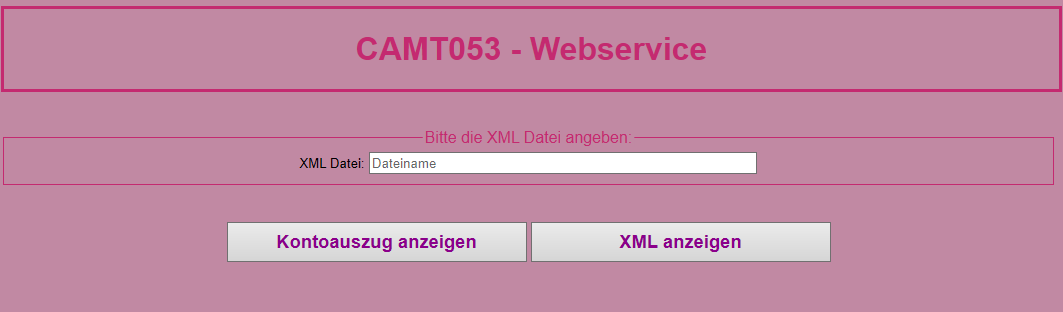 CAMT053 - Webservice
Bitte die XML Datei angeben:
XML Datei: Dateiname
Kontoauszug anzeigen XML anzeigen